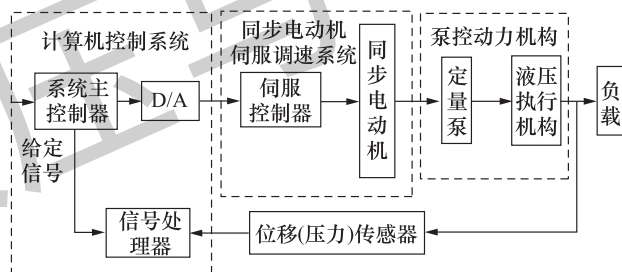 计算机控制系统
同步电动机
伺服调速系统
泵控动力机构
系统主
控制器
D/A
伺服
控制器
同步电动机
定量泵
液压
执行
机构
负载
给定
信号
信号处
理器
位移(压力)传感器